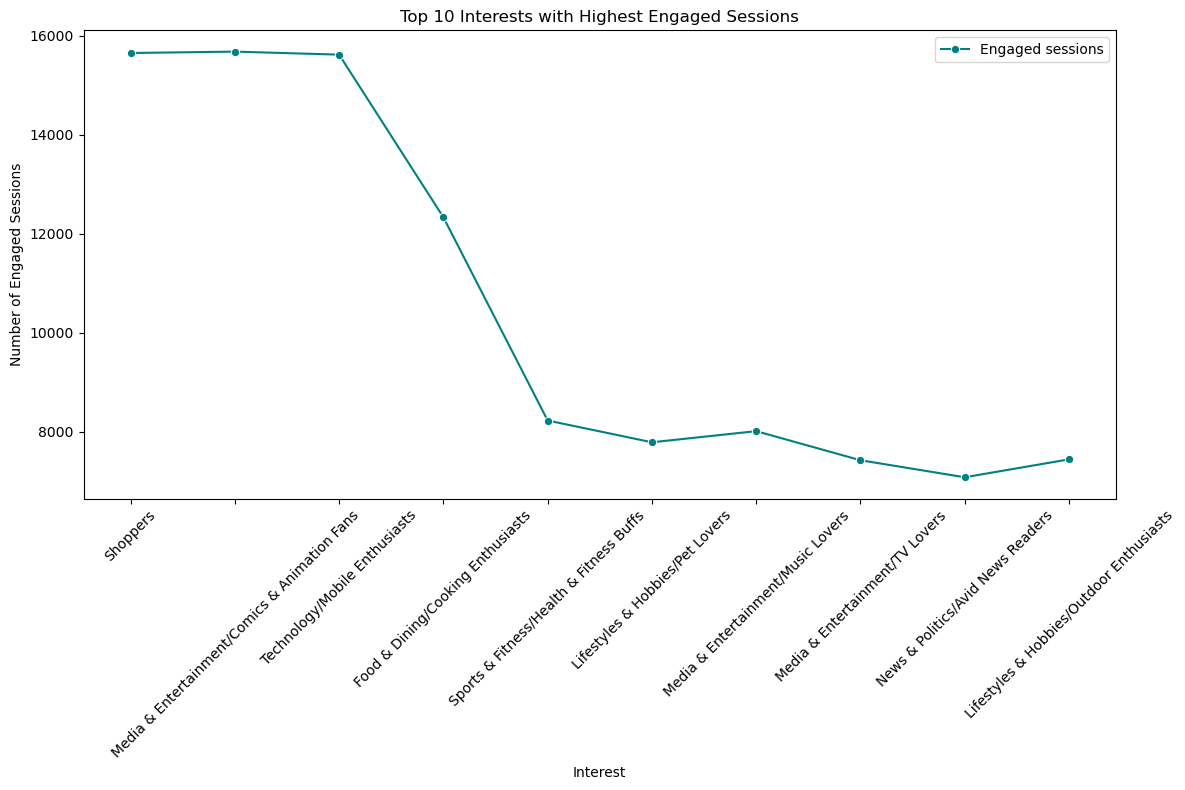 Top 10 Interests with Highest Engaged Sessions
Engaged sessions
Number of Engaged Sessions
16000
14000
12000
10000
8000
Shoppers
Media & Entertainment/Comics & Animation Fans
Technology/Mobile Enthusiasts
Food & Dining/Cooking Enthusiasts
Sports & Fitness/Health & Fitness Buffs
Lifestyles & Hobbies/Pet Lovers
Media & Entertainment/Music Lovers
Media & Entertainment/TV Lovers
News & Politics/Avid News Readers
Lifestyles & Hobbies/Outdoor Enthusiasts
Interest